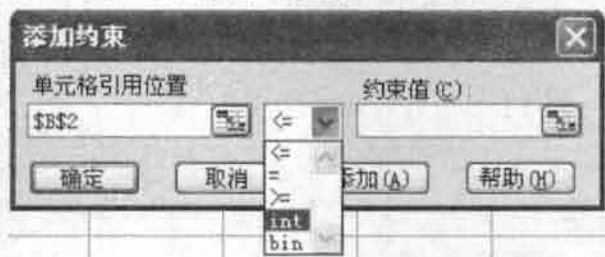 添加约束
单元格引用位置 约束值(C):
$B$2 <=
<=
=
>=
int
bin
确定 取消 添加(A) 帮助(H)